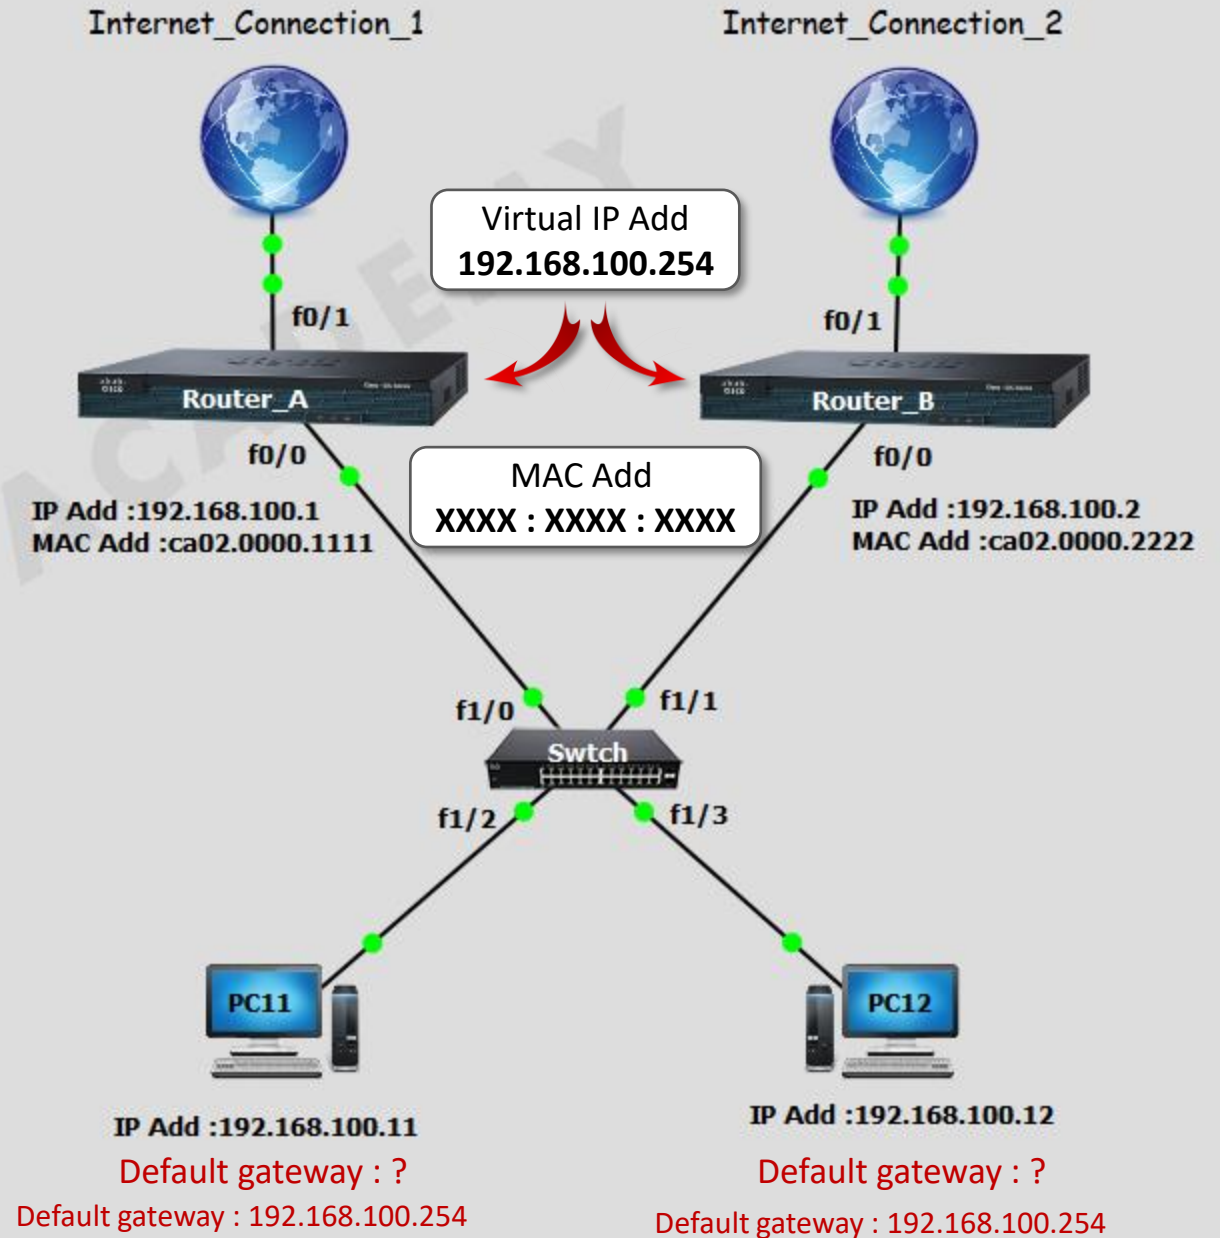 Internet_Connection_1
Internet_Connection_2
Virtual IP Add
192.168.100.254
f0/1
f0/1
Router_A
Router_B
f0/0
f0/0
MAC Add
XXXX : XXXX : XXXX
IP Add :192.168.100.1
MAC Add :ca02.0000.1111
IP Add :192.168.100.2
MAC Add :ca02.0000.2222
ACADEMY
f1/0
f1/1
Swtch
f1/2
f1/3
PC11
PC12
IP Add :192.168.100.11
IP Add :192.168.100.12
Default gateway : ?
Default gateway : ?
Default gateway : 192.168.100.254
Default gateway : 192.168.100.254